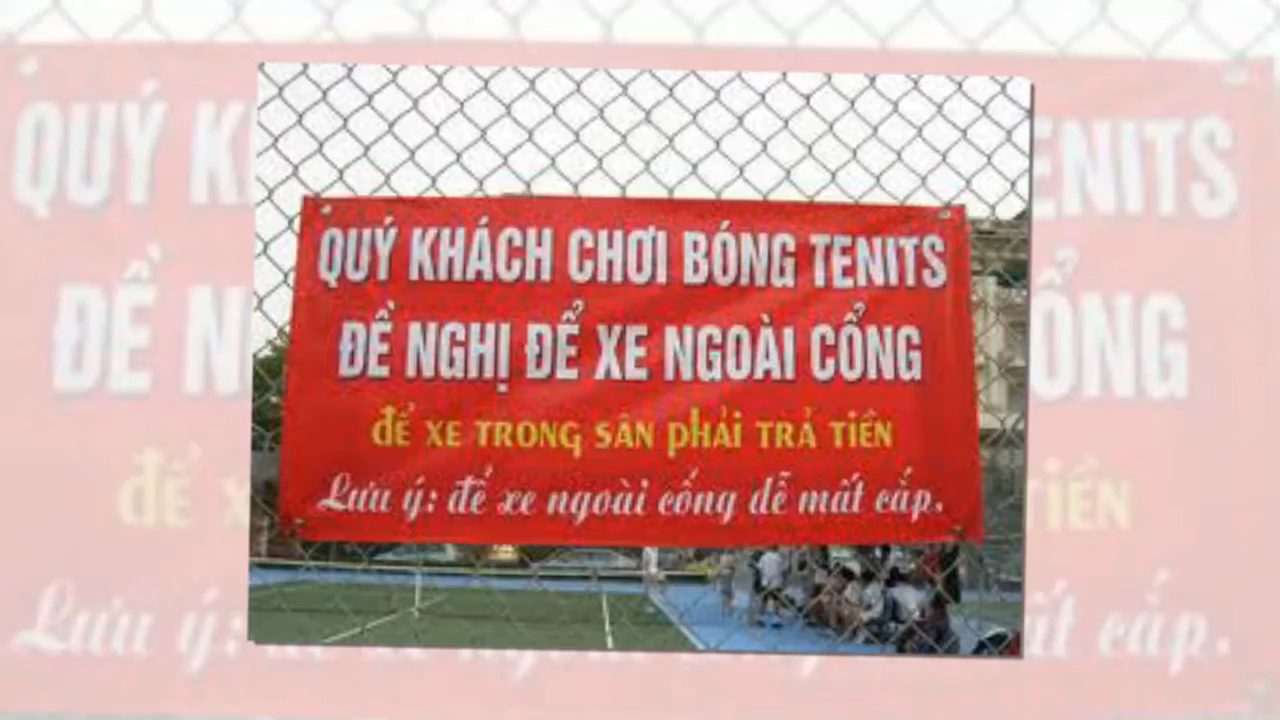 QUÝ KHÁCH CHƠI BÓNG TENITS
ĐỀ NGHỊ ĐỂ XE NGOÀI CỔNG
để xe trong sân phải trả tiền
Lưu ý: để xe ngoài cổng dễ mất cắp.